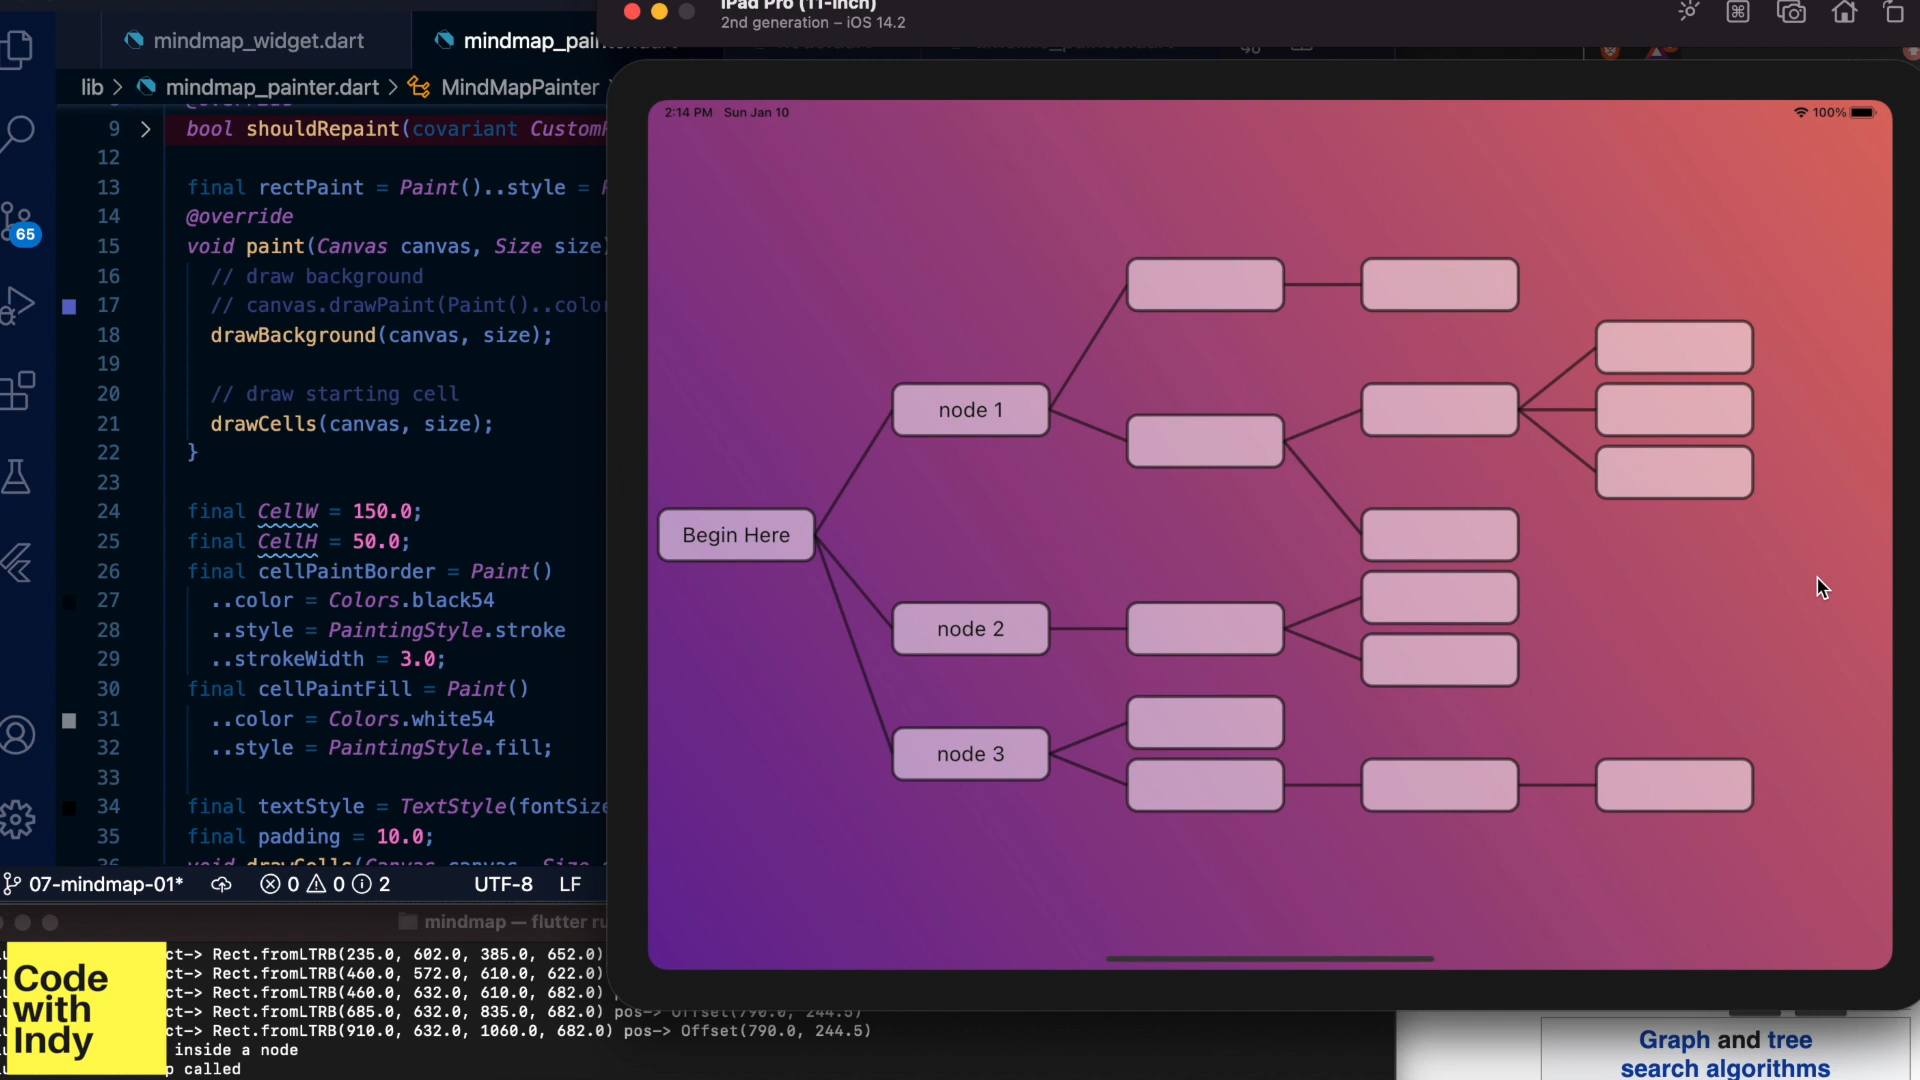 mindmap_widget.dart
mindmap_pai
iPad Pro (11-inch)
2nd generation – iOS 14.2
lib > mindmap_painter.dart > MindMapPainter
9 bool shouldRepaint(covariant Custom
12
13 final rectPaint = Paint()..style =
14 @override
15 void paint(Canvas canvas, Size size)
16 // draw background
17 // canvas.drawPaint(Paint()..colo
18 drawBackground(canvas, size);
19
20 // draw starting cell
21 drawCells(canvas, size);
22 }
23
24 final CellW = 150.0;
25 final CellH = 50.0;
26 final cellPaintBorder = Paint()
27 ..color = Colors.black54
28 ..style = PaintingStyle.stroke
29 ..strokeWidth = 3.0;
30 final cellPaintFill = Paint()
31 ..color = Colors.white54
32 ..style = PaintingStyle.fill;
33
34 final textStyle = TextStyle(fontSize
35 final padding = 10.0;
65
07-mindmap-01* 0 0 2 UTF-8 LF
2:14 PM Sun Jan 10
100%
node 1
Begin Here
node 2
node 3
mindmap — flutter ru
ct-> Rect.fromLTRB(235.0, 602.0, 385.0, 652.0)
ct-> Rect.fromLTRB(460.0, 572.0, 610.0, 622.0)
ct-> Rect.fromLTRB(460.0, 632.0, 610.0, 682.0)
ct-> Rect.fromLTRB(685.0, 632.0, 835.0, 682.0) pos-> Offset(790.0, 244.5)
ct-> Rect.fromLTRB(910.0, 632.0, 1060.0, 682.0) pos-> Offset(790.0, 244.5)
inside a node
p called
Code
with
Indy
Graph and tree
search algorithms